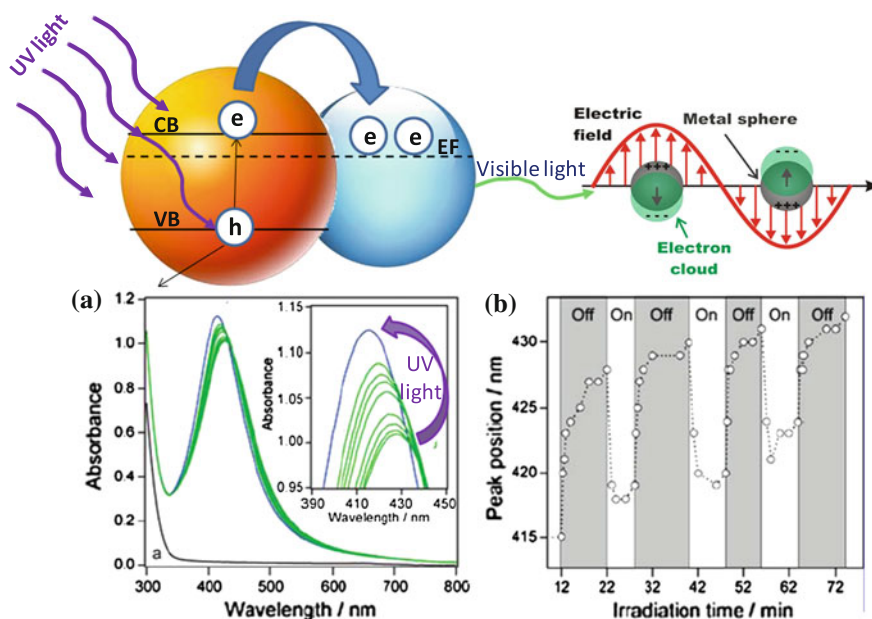 UV light
CB
e
e
e
EF
VB
h
Visible light
Electric
field
Metal sphere
+++
- - -
- - -
+++
Electron
cloud
(a)
1.2
1.0
0.8
0.6
0.4
0.2
0.0
Absorbance
a
300
400
500
600
700
800
Wavelength / nm
1.15
1.10
1.05
1.00
0.95
Absorbance
UV
light
390
415
430
450
Wavelength / nm
(b)
Off
On
Off
On
Off
On
Off
430
425
420
415
Peak position / nm
12
22
32
42
52
62
72
Irradiation time / min